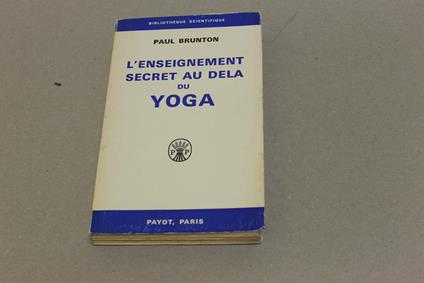 BIBLIOTHÈQUE SCIENTIFIQUE
PAUL BRUNTON
L'ENSEIGNEMENT
SECRET AU DELA
DU
YOGA
P P
PAYOT, PARIS